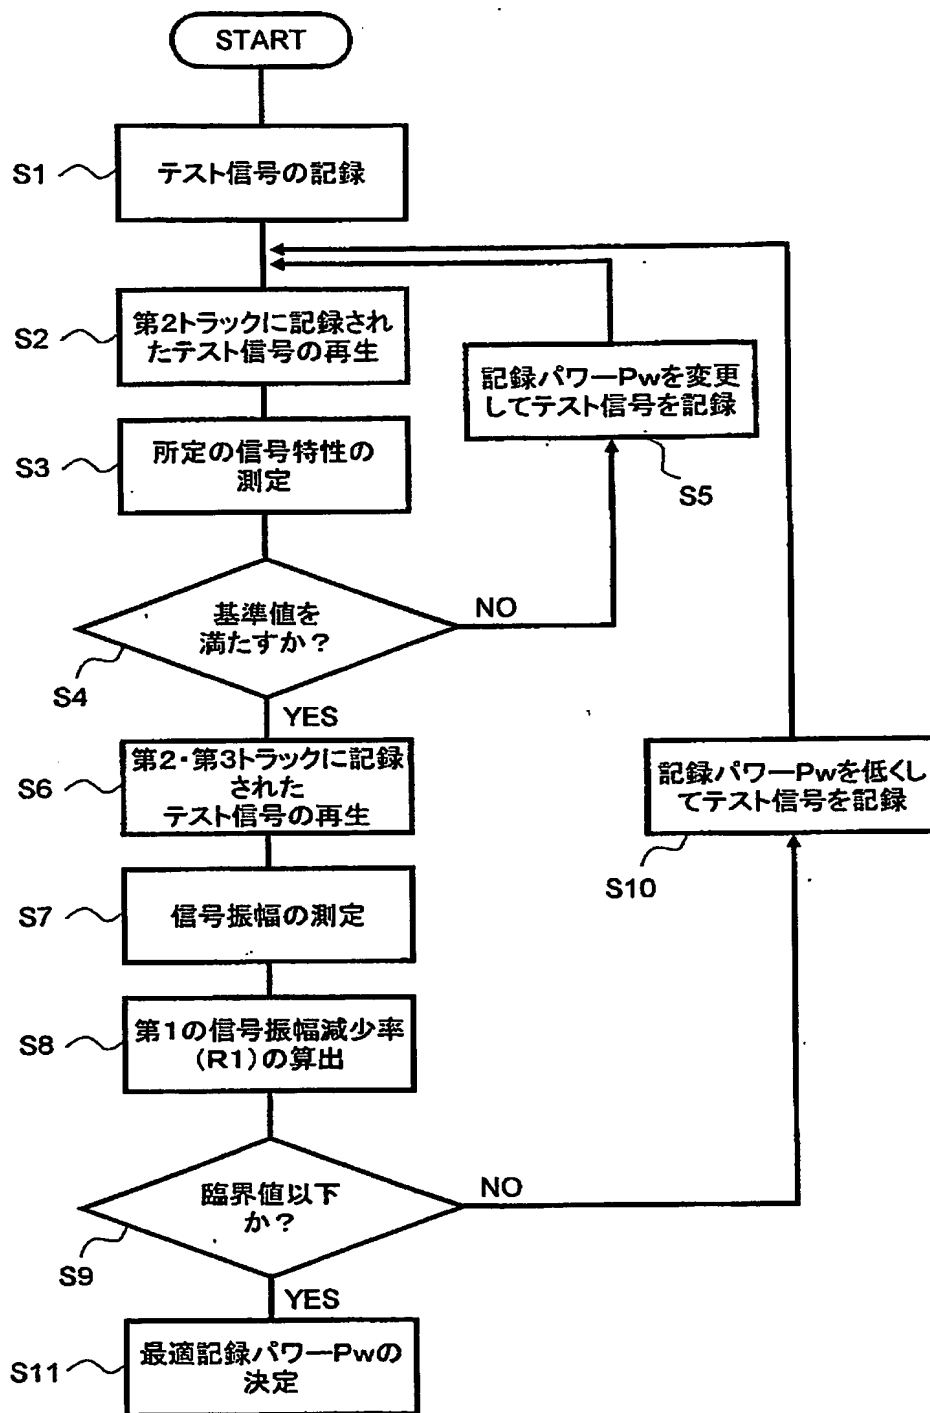 START
S1
テスト信号の記録
S2
第2トラックに記録され
たテスト信号の再生
記録パワーPwを変更
してテスト信号を記録
S5
S3
所定の信号特性の
測定
基準値を
満たすか？
NO
S4
YES
S6
第2・第3トラックに記録
された
テスト信号の再生
記録パワーPwを低くし
てテスト信号を記録
S10
S7
信号振幅の測定
S8
第1の信号振幅減少率
(R1)の算出
臨界値以下
か？
NO
S9
YES
S11
最適記録パワーPwの
決定